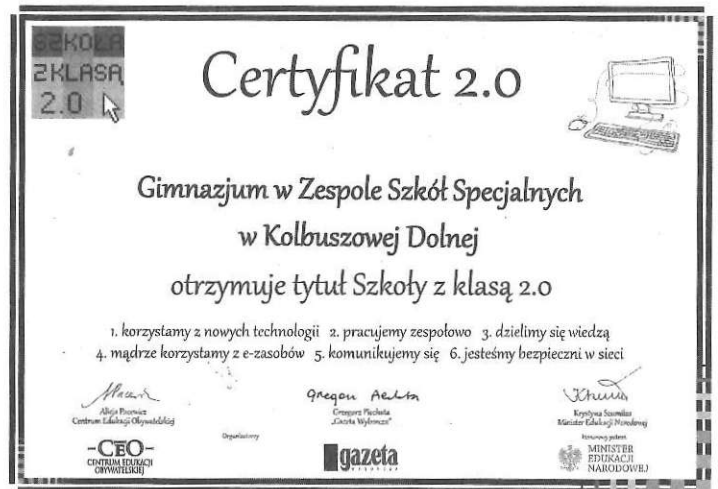 SZKOŁA
Z KLASĄ
2.0
Certyfikat 2.0
Gimnazjum w Zespole Szkół Specjalnych
w Kolbuszowej Dolnej
otrzymuje tytuł Szkoły z klasą 2.0
1. korzystamy z nowych technologii 2. pracujemy zespołowo 3. dzielimy się wiedzą
4. mądrze korzystamy z e-zasobów 5. komunikujemy się 6. jesteśmy bezpieczni w sieci
Alicja Pacewicz
Centrum Edukacji Obywatelskiej
Grzegorz Piechota
„Gazeta Wyborcza”
Krystyna Szumilas
Minister Edukacji Narodowej
Organizatorzy
Honorowy patronat
-CEO-
CENTRUM EDUKACJI
OBYWATELSKIEJ
gazeta
MINISTER
EDUKACJI
NARODOWEJ